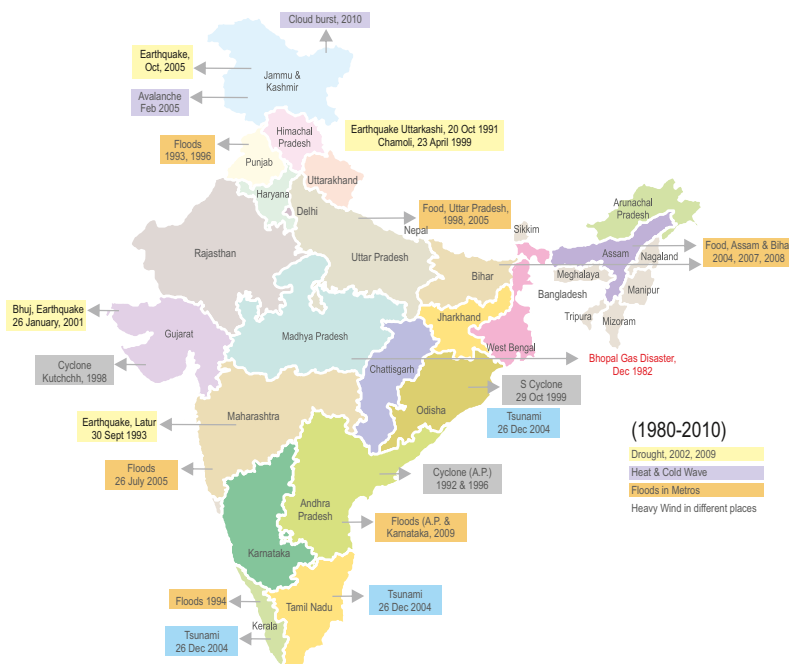 Cloud burst, 2010
Earthquake,
Oct, 2005
Jammu &
Kashmir
Avalanche
Feb 2005
Himachal
Pradesh
Earthquake Uttarkashi, 20 Oct 1991
Chamoli, 23 April 1999
Floods
1993, 1996
Punjab
Uttarakhand
Haryana
Delhi
Food, Uttar Pradesh,
1998, 2005
Nepal
Arunachal
Pradesh
Sikkim
Rajasthan
Uttar Pradesh
Bihar
Assam
Nagaland
Food, Assam & Biha
2004, 2007, 2008
Meghalaya
Manipur
Bangladesh
Tripura
Mizoram
Bhuj, Earthquake
26 January, 2001
Gujarat
Madhya Pradesh
Jharkhand
West Bengal
Cyclone
Kutchchh, 1998
Chattisgarh
Bhopal Gas Disaster,
Dec 1982
S Cyclone
29 Oct 1999
Maharashtra
Odisha
Earthquake, Latur
30 Sept 1993
Tsunami
26 Dec 2004
(1980-2010)
Drought, 2002, 2009
Heat & Cold Wave
Floods in Metros
Heavy Wind in different places
Floods
26 July 2005
Cyclone (A.P.)
1992 & 1996
Andhra
Pradesh
Floods (A.P. &
Karnataka, 2009
Karnataka
Floods 1994
Tamil Nadu
Tsunami
26 Dec 2004
Kerala
Tsunami
26 Dec 2004